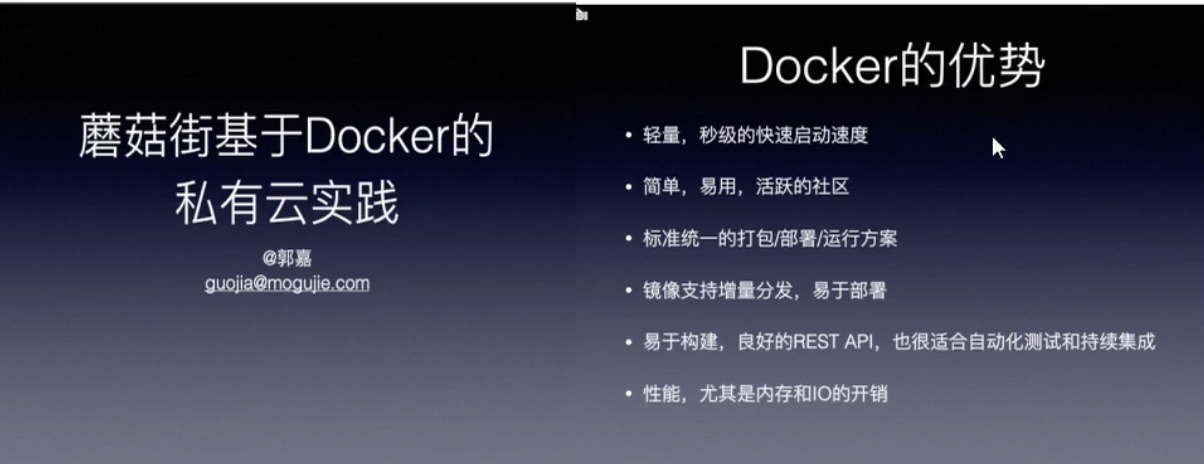 蘑菇街基于Docker的
私有云实践
@郭嘉
guojia@mogujie.com
Docker的优势
• 轻量，秒级的快速启动速度
• 简单，易用，活跃的社区
• 标准统一的打包/部署/运行方案
• 镜像支持增量分发，易于部署
• 易于构建，良好的REST API，也很适合自动化测试和持续集成
• 性能，尤其是内存和IO的开销